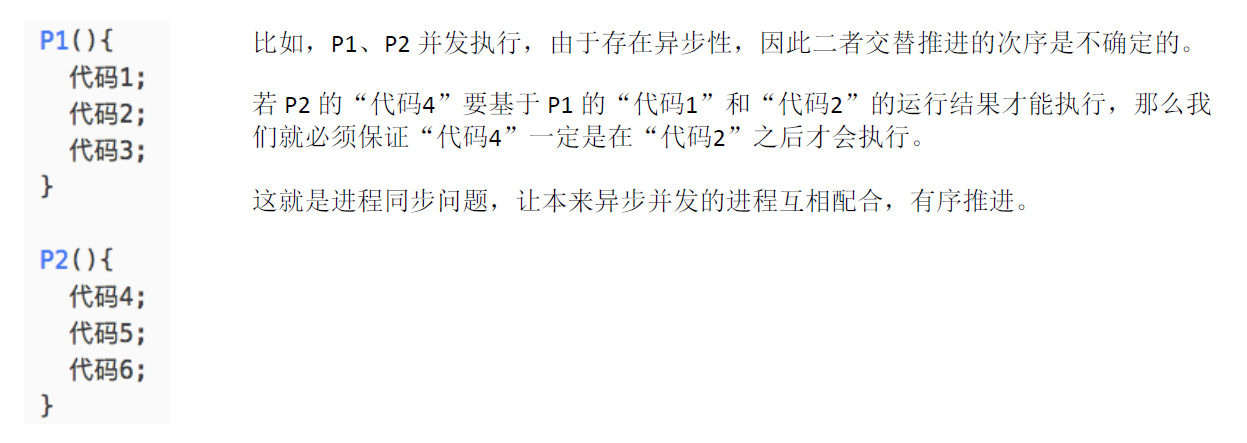 P1(){
代码1;
代码2;
代码3;
}
P2(){
代码4;
代码5;
代码6;
}
比如，P1、P2 并发执行，由于存在异步性，因此二者交替推进的次序是不确定的。
若 P2 的“代码4”要基于 P1 的“代码1”和“代码2”的运行结果才能执行，那么我
们就必须保证“代码4”一定是在“代码2”之后才会执行。
这就是进程同步问题，让本来异步并发的进程互相配合，有序推进。